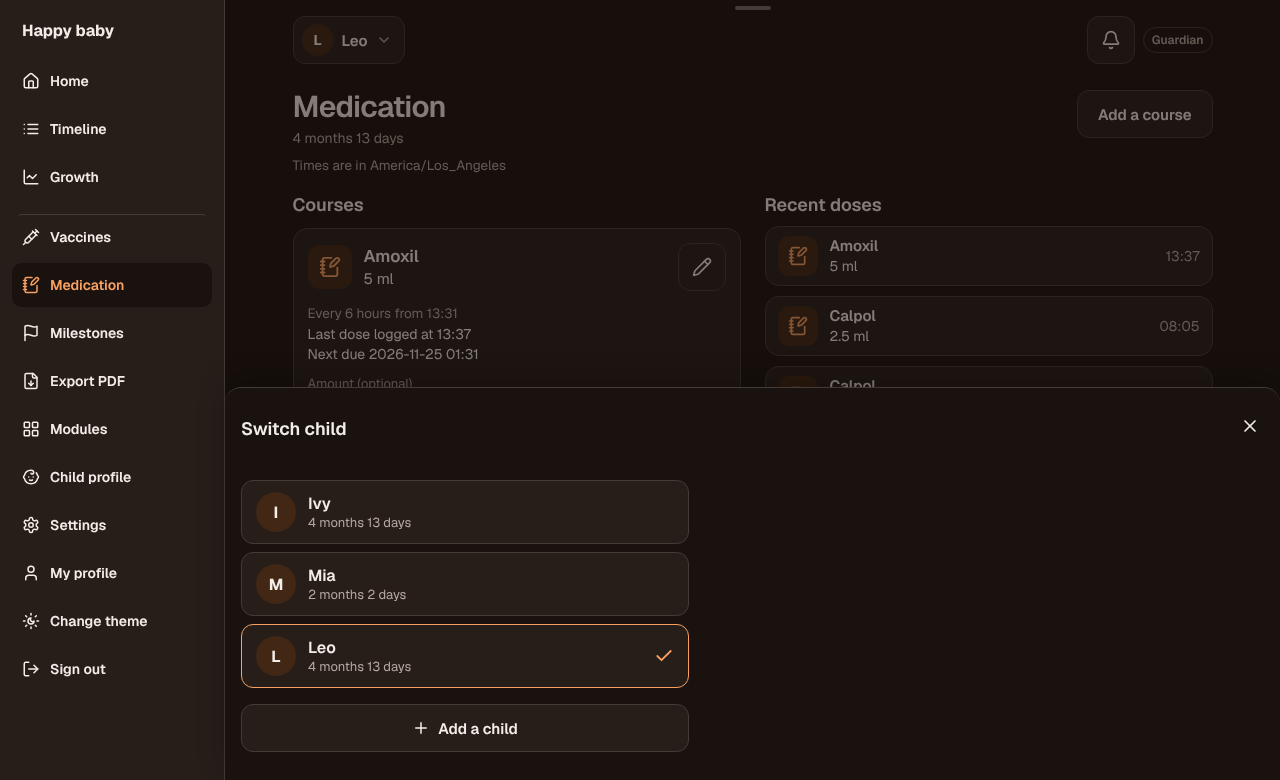 Happy baby
Home
Timeline
Growth
Vaccines
Medication
Milestones
Export PDF
Modules
Child profile
Settings
My profile
Change theme
Sign out
L Leo
Guardian
Medication
4 months 13 days
Times are in America/Los_Angeles
Add a course
Courses
Amoxil
5 ml
Every 6 hours from 13:31
Last dose logged at 13:37
Next due 2026-11-25 01:31
Amount (optional)
Recent doses
Amoxil
5 ml
13:37
Calpol
2.5 ml
08:05
Calpol
Switch child
I
Ivy
4 months 13 days
M
Mia
2 months 2 days
L
Leo
4 months 13 days
Add a child